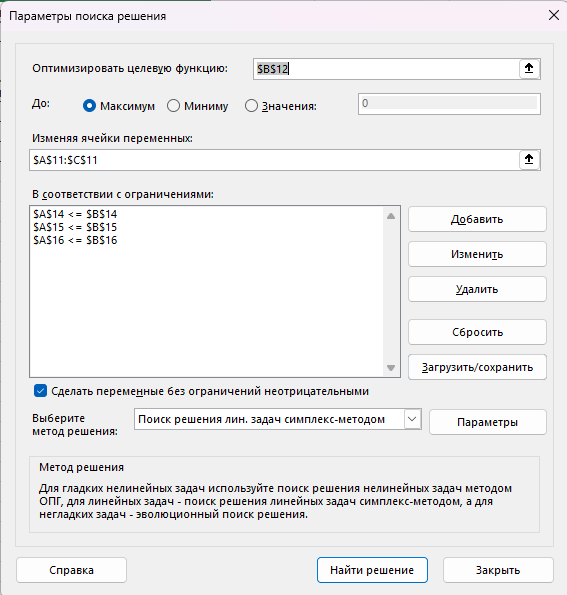 Параметры поиска решения
Оптимизировать целевую функцию: $B$12
До: Максимум Миниму Значения: 0
Изменяя ячейки переменных:
$A$11:$C$11
В соответствии с ограничениями:
$A$14 <= $B$14
$A$15 <= $B$15
$A$16 <= $B$16
Добавить
Изменить
Удалить
Сбросить
Загрузить/сохранить
Сделать переменные без ограничений неотрицательными
Выберите
метод решения:
Поиск решения лин. задач симплекс-методом
Параметры
Метод решения
Для гладких нелинейных задач используйте поиск решения нелинейных задач методом
ОПГ, для линейных задач - поиск решения линейных задач симплекс-методом, а для
негладких задач - эволюционный поиск решения.
Справка
Найти решение
Закрыть